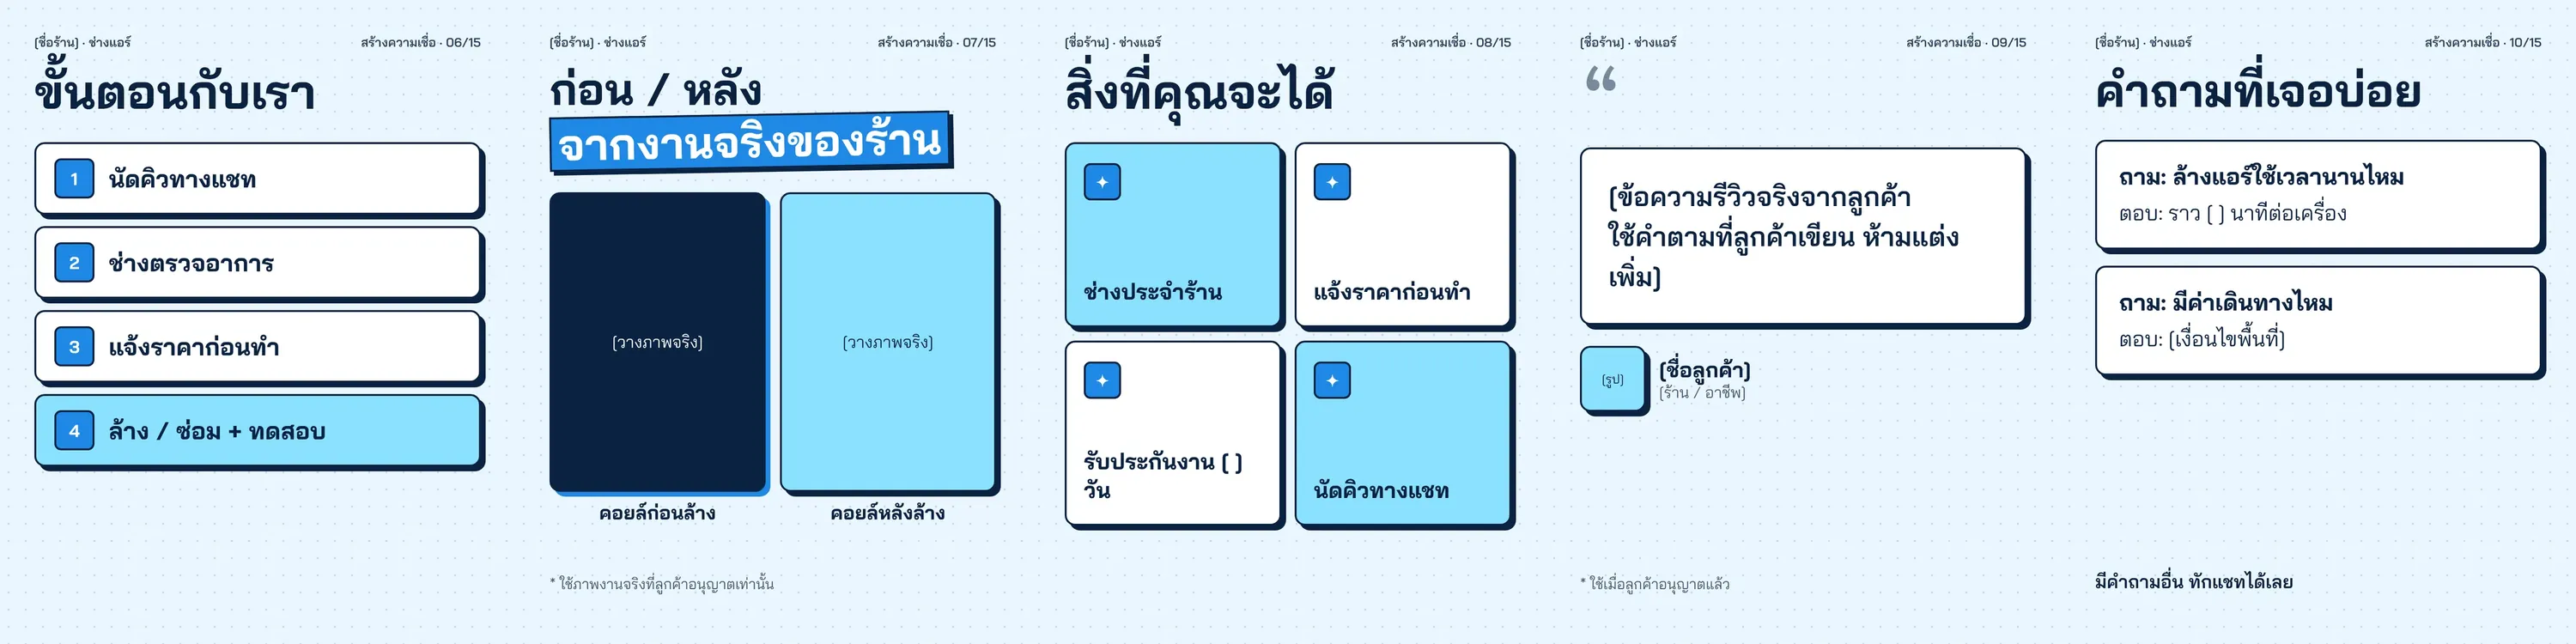 (ชื่อร้าน) · ช่างแอร์
สร้างความเชื่อ · 06/15
ขั้นตอนกับเรา
1 นัดคิวทางแชท
2 ช่างตรวจอาการ
3 แจ้งราคาก่อนทำ
4 ล้าง / ซ่อม + ทดสอบ
(ชื่อร้าน) · ช่างแอร์
สร้างความเชื่อ · 07/15
ก่อน / หลัง
จากงานจริงของร้าน
(วางภาพจริง)
(วางภาพจริง)
คอยล์ก่อนล้าง
คอยล์หลังล้าง
* ใช้ภาพงานจริงที่ลูกค้าอนุญาตเท่านั้น
(ชื่อร้าน) · ช่างแอร์
สร้างความเชื่อ · 08/15
สิ่งที่คุณจะได้
ช่างประจำร้าน
แจ้งราคาก่อนทำ
รับประกันงาน ( )
วัน
นัดคิวทางแชท
(ชื่อร้าน) · ช่างแอร์
สร้างความเชื่อ · 09/15
“
(ข้อความรีวิวจริงจากลูกค้า
ใช้คำตามที่ลูกค้าเขียน ห้ามแต่ง
เพิ่ม)
(รูป)
(ชื่อลูกค้า)
(ร้าน / อาชีพ)
* ใช้เมื่อลูกค้าอนุญาตแล้ว
(ชื่อร้าน) · ช่างแอร์
สร้างความเชื่อ · 10/15
คำถามที่เจอบ่อย
ถาม: ล้างแอร์ใช้เวลานานไหม
ตอบ: ราว ( ) นาทีต่อเครื่อง
ถาม: มีค่าเดินทางไหม
ตอบ: (เงื่อนไขพื้นที่)
มีคำถามอื่น ทักแชทได้เลย